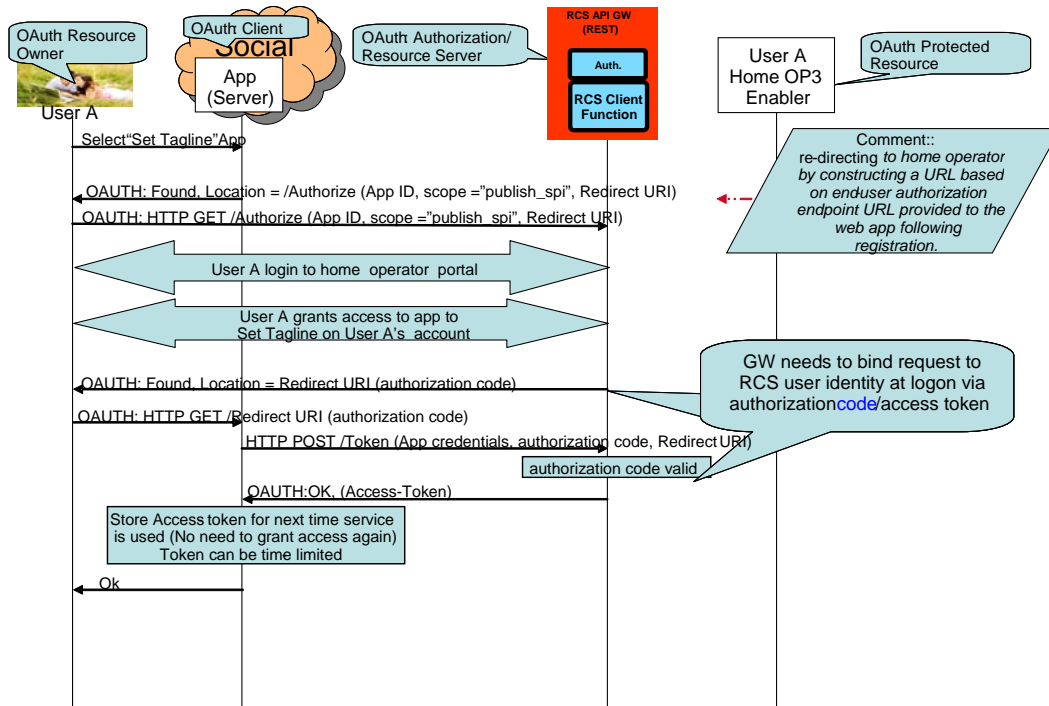 OAuth Resource
Owner
User A
OAuth Client
Social
App
(Server)
OAuth Authorization/
Resource Server
RCS API GW
(REST)
Auth.
RCS Client
Function
User A
Home OP3
Enabler
OAuth Protected
Resource
Select“Set Tagline”App
Comment::
re-directing to home operator
by constructing a URL based
on end-user authorization
endpoint URL provided to the
web app following
registration.
OAUTH: Found, Location = /Authorize (App ID, scope =”publish_spi”, Redirect URI)
OAUTH: HTTP GET /Authorize (App ID, scope =”publish_spi”, Redirect URI)
User A login to home operator portal
User A grants access to app to
Set Tagline on User A's account
GW needs to bind request to
RCS user identity at logon via
authorizationcode/access token
OAUTH: Found, Location = Redirect URI (authorization code)
OAUTH: HTTP GET /Redirect URI (authorization code)
HTTP POST /Token (App credentials, authorization code, Redirect URI)
authorization code valid
OAUTH:OK, (Access-Token)
Store Access token for next time service
is used (No need to grant access again)
Token can be time limited
Ok